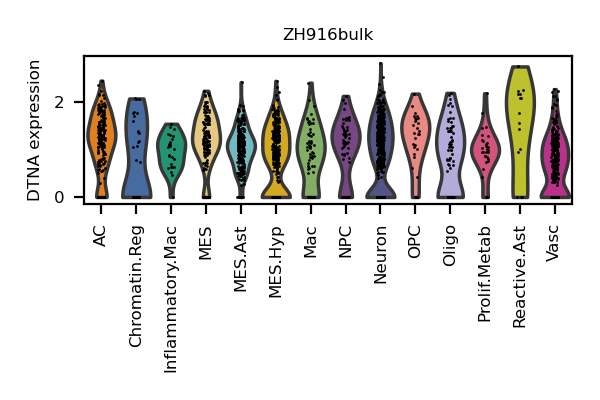 ZH916bulk
DTNA expression
2
0
AC
Chromatin.Reg
Inflammatory.Mac
MES
MES.Ast
MES.Hyp
Mac
NPC
Neuron
OPC
Oligo
Prolif.Metab
Reactive.Ast
Vasc